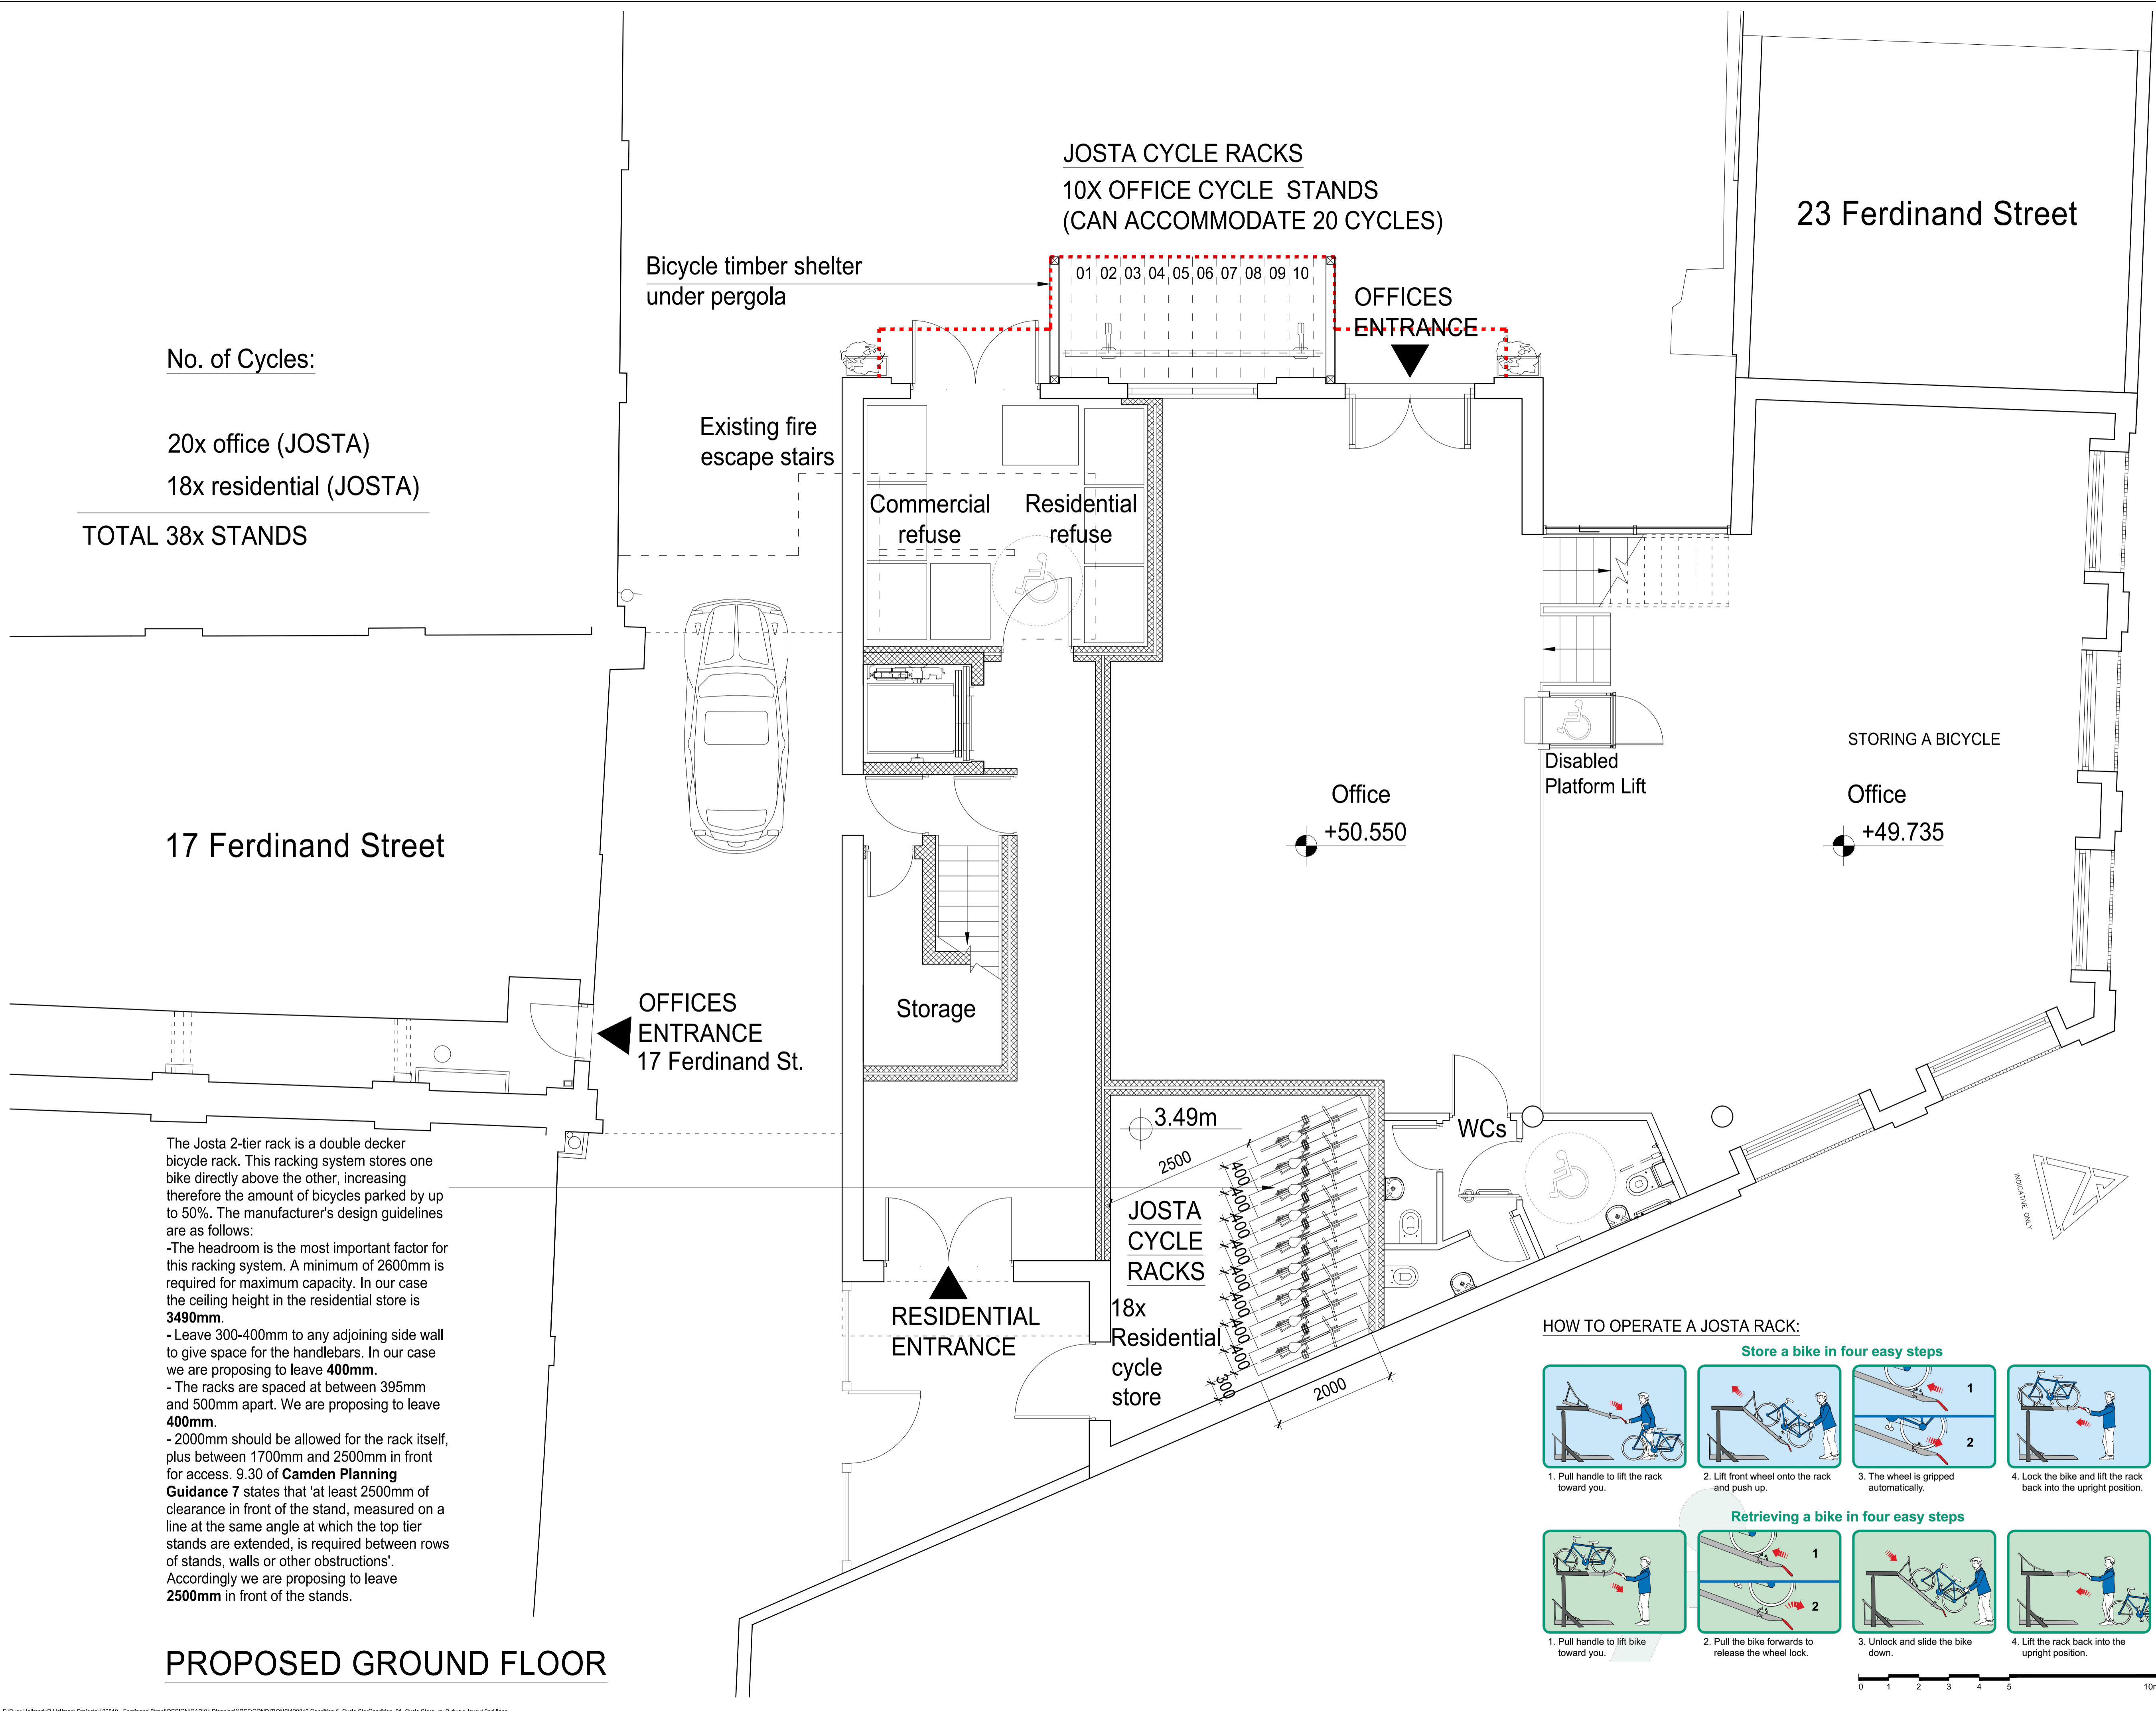 JOSTA CYCLE RACKS
10X OFFICE CYCLE STANDS
(CAN ACCOMMODATE 20 CYCLES)
23 Ferdinand Street
Bicycle timber shelter
under pergola
01 02 03 04 05 06 07 08 09 10
OFFICES
ENTRANCE
No. of Cycles:
20x office (JOSTA)
18x residential (JOSTA)
TOTAL 38x STANDS
Existing fire
escape stairs
Commercial
refuse
Residential
refuse
STORING A BICYCLE
Disabled
Platform Lift
Office
+50.550
Office
+49.735
17 Ferdinand Street
Storage
OFFICES
ENTRANCE
17 Ferdinand St.
3.49m
WCs
2500
400
400
400
400
400
400
400
400
300
2000
JOSTA
CYCLE
RACKS
18x
Residential
cycle
store
RESIDENTIAL
ENTRANCE
INDICATIVE ONLY
The Josta 2-tier rack is a double decker
bicycle rack. This racking system stores one
bike directly above the other, increasing
therefore the amount of bicycles parked by up
to 50%. The manufacturer's design guidelines
are as follows:
-The headroom is the most important factor for
this racking system. A minimum of 2600mm is
required for maximum capacity. In our case
the ceiling height in the residential store is
3490mm.
- Leave 300-400mm to any adjoining side wall
to give space for the handlebars. In our case
we are proposing to leave 400mm.
- The racks are spaced at between 395mm
and 500mm apart. We are proposing to leave
400mm.
- 2000mm should be allowed for the rack itself,
plus between 1700mm and 2500mm in front
for access. 9.30 of Camden Planning
Guidance 7 states that 'at least 2500mm of
clearance in front of the stand, measured on a
line at the same angle at which the top tier
stands are extended, is required between rows
of stands, walls or other obstructions'.
Accordingly we are proposing to leave
2500mm in front of the stands.
HOW TO OPERATE A JOSTA RACK:
Store a bike in four easy steps
1
2
1. Pull handle to lift the rack
toward you.
2. Lift front wheel onto the rack
and push up.
3. The wheel is gripped
automatically.
4. Lock the bike and lift the rack
back into the upright position.
Retrieving a bike in four easy steps
1
2
1. Pull handle to lift bike
toward you.
2. Pull the bike forwards to
release the wheel lock.
3. Unlock and slide the bike
down.
4. Lift the rack back into the
upright position.
0 1 2 3 4 5 10m
PROPOSED GROUND FLOOR